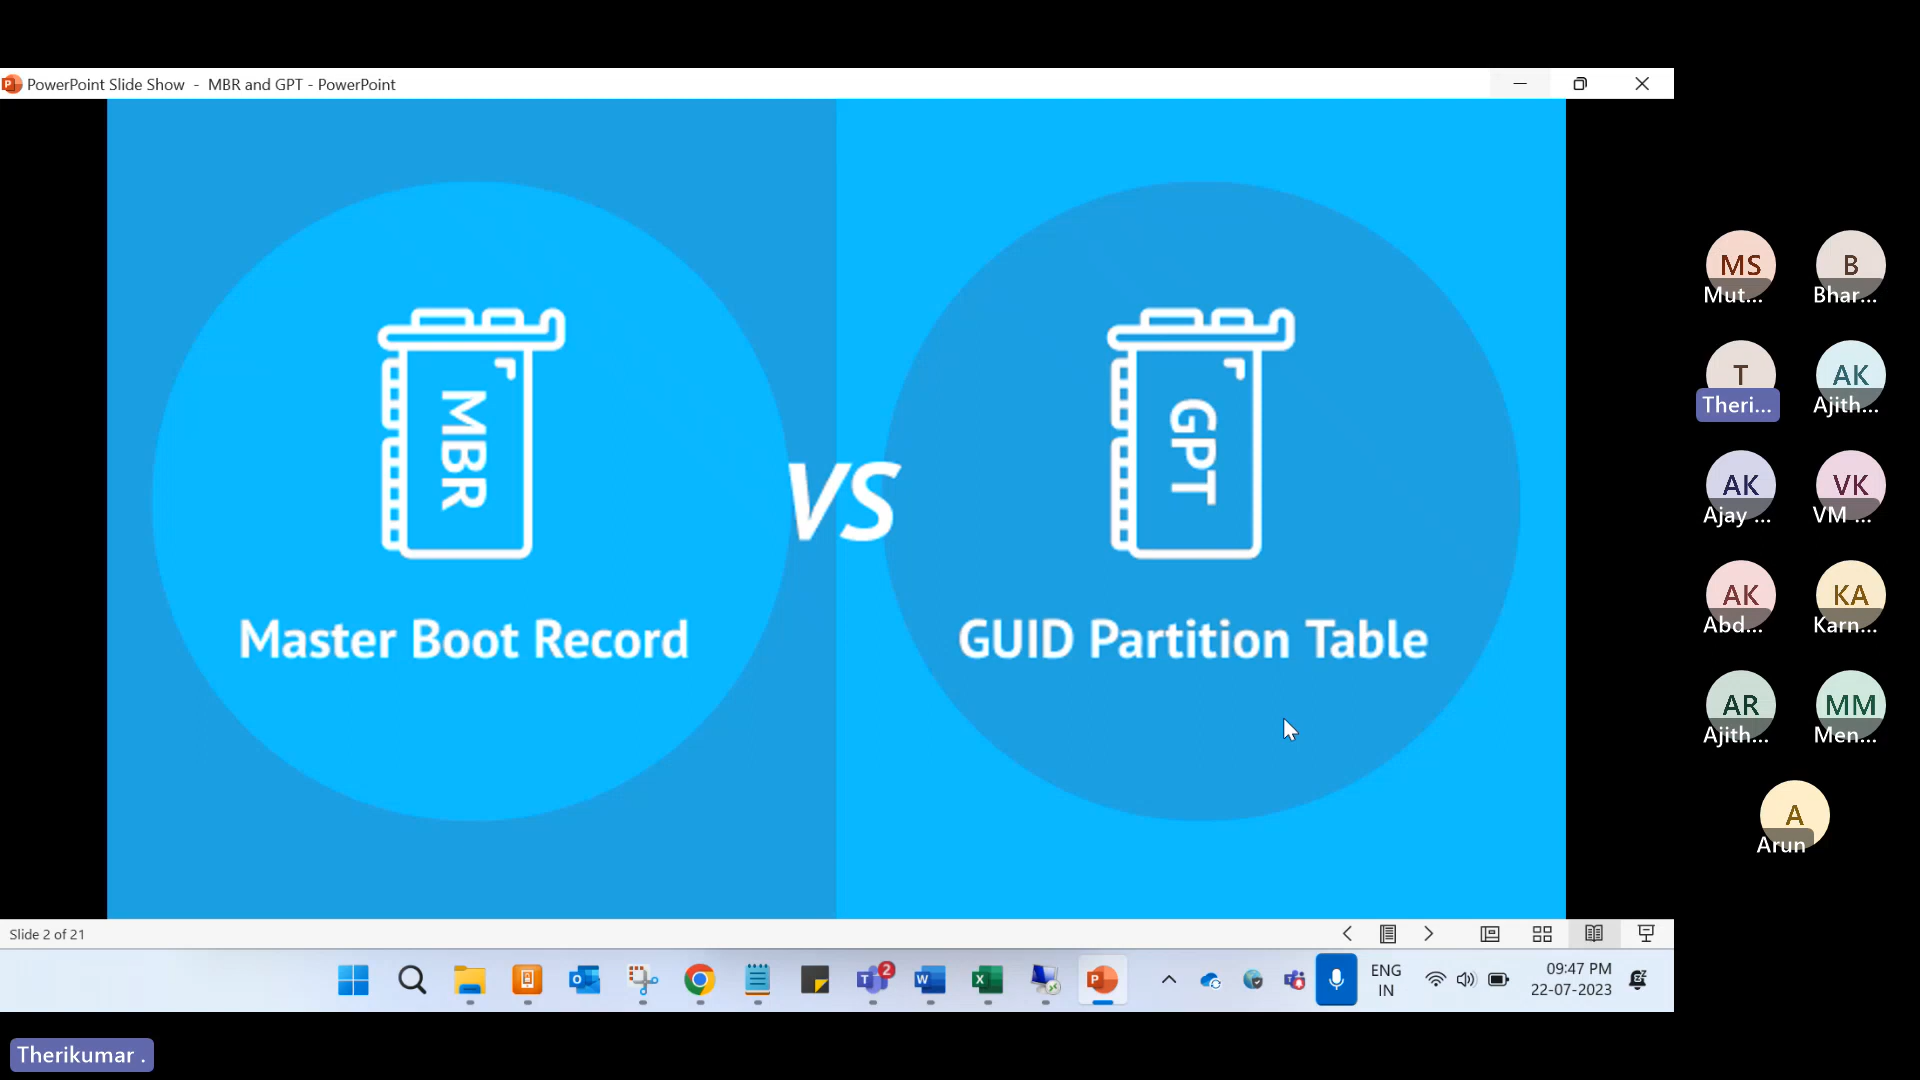 PowerPoint Slide Show - MBR and GPT - PowerPoint
MBR
VS
GPT
Master Boot Record
GUID Partition Table
MS
Mut...
B
Bhar...
T
Theri...
AK
Ajith...
AK
Ajay ...
VK
VM ...
AK
Abd...
KA
Karn...
AR
Ajith...
MM
Men...
A
Arun
Slide 2 of 21
2
ENG
IN
09:47 PM
22-07-2023
Therikumar .